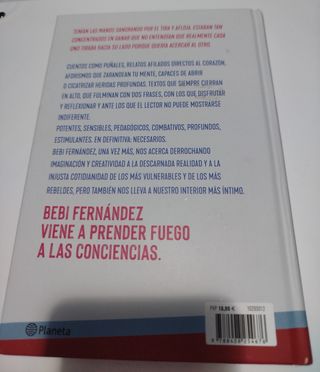 TENÍAN LAS MANOS SANGRANDO POR EL TIRA Y AFLOJA. ESTABAN TAN
CONCENTRADOS EN GANAR QUE NO ENTENDÍAN QUE REALMENTE CADA
UNO TIRABA HACIA SU LADO PORQUE QUERÍA ACERCAR AL OTRO.
CUENTOS COMO PUÑALES, RELATOS AFILADOS DIRECTOS AL CORAZÓN,
AFORISMOS QUE ZARANDEAN TU MENTE, CAPACES DE ABRIR
O CICATRIZAR HERIDAS PROFUNDAS. TEXTOS QUE SIEMPRE CIERRAN
EN ALTO, QUE FULMINAN CON DOS FRASES, CON LOS QUE DISFRUTAR
Y REFLEXIONAR Y ANTE LOS QUE EL LECTOR NO PUEDE MOSTRARSE
INDIFERENTE.
POTENTES, SENSIBLES, PEDAGÓGICOS, COMBATIVOS, PROFUNDOS,
ESTIMULANTES. EN DEFINITIVA: NECESARIOS.
BEBI FERNÁNDEZ, UNA VEZ MÁS, NOS ACERCA DERROCHANDO
IMAGINACIÓN Y CREATIVIDAD A LA DESCARNADA REALIDAD Y A LA
INJUSTA COTIDIANIDAD DE LOS MÁS VULNERABLES Y DE LOS MÁS
REBELDES, PERO TAMBIÉN NOS LLEVA A NUESTRO INTERIOR MÁS ÍNTIMO.
BEBI FERNÁNDEZ
VIENE A PRENDER FUEGO
A LAS CONCIENCIAS.
Planeta